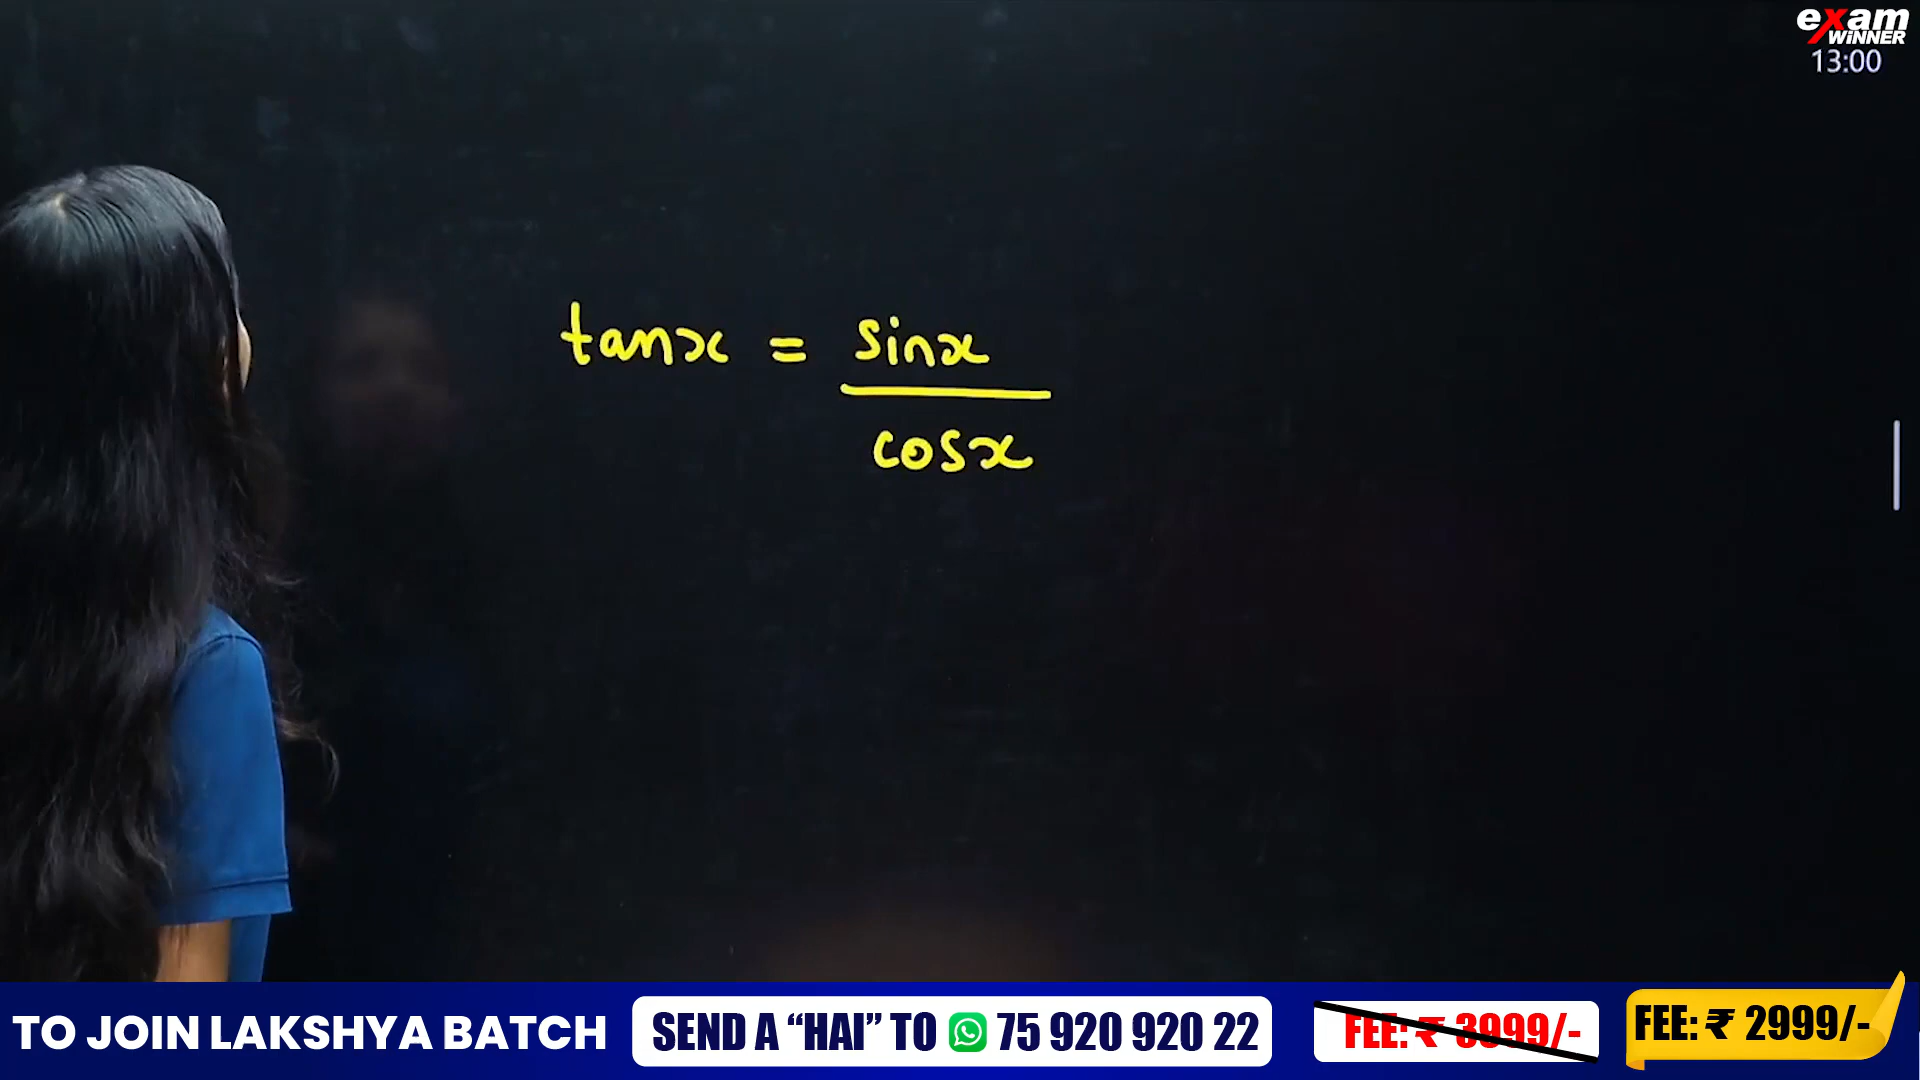 exam
WiNNER
13:00
tanx = sinx
cosx
TO JOIN LAKSHYA BATCH
SEND A “HAI” TO 75 920 920 22
FEE: ₹ 3999/-
FEE: ₹ 2999/-